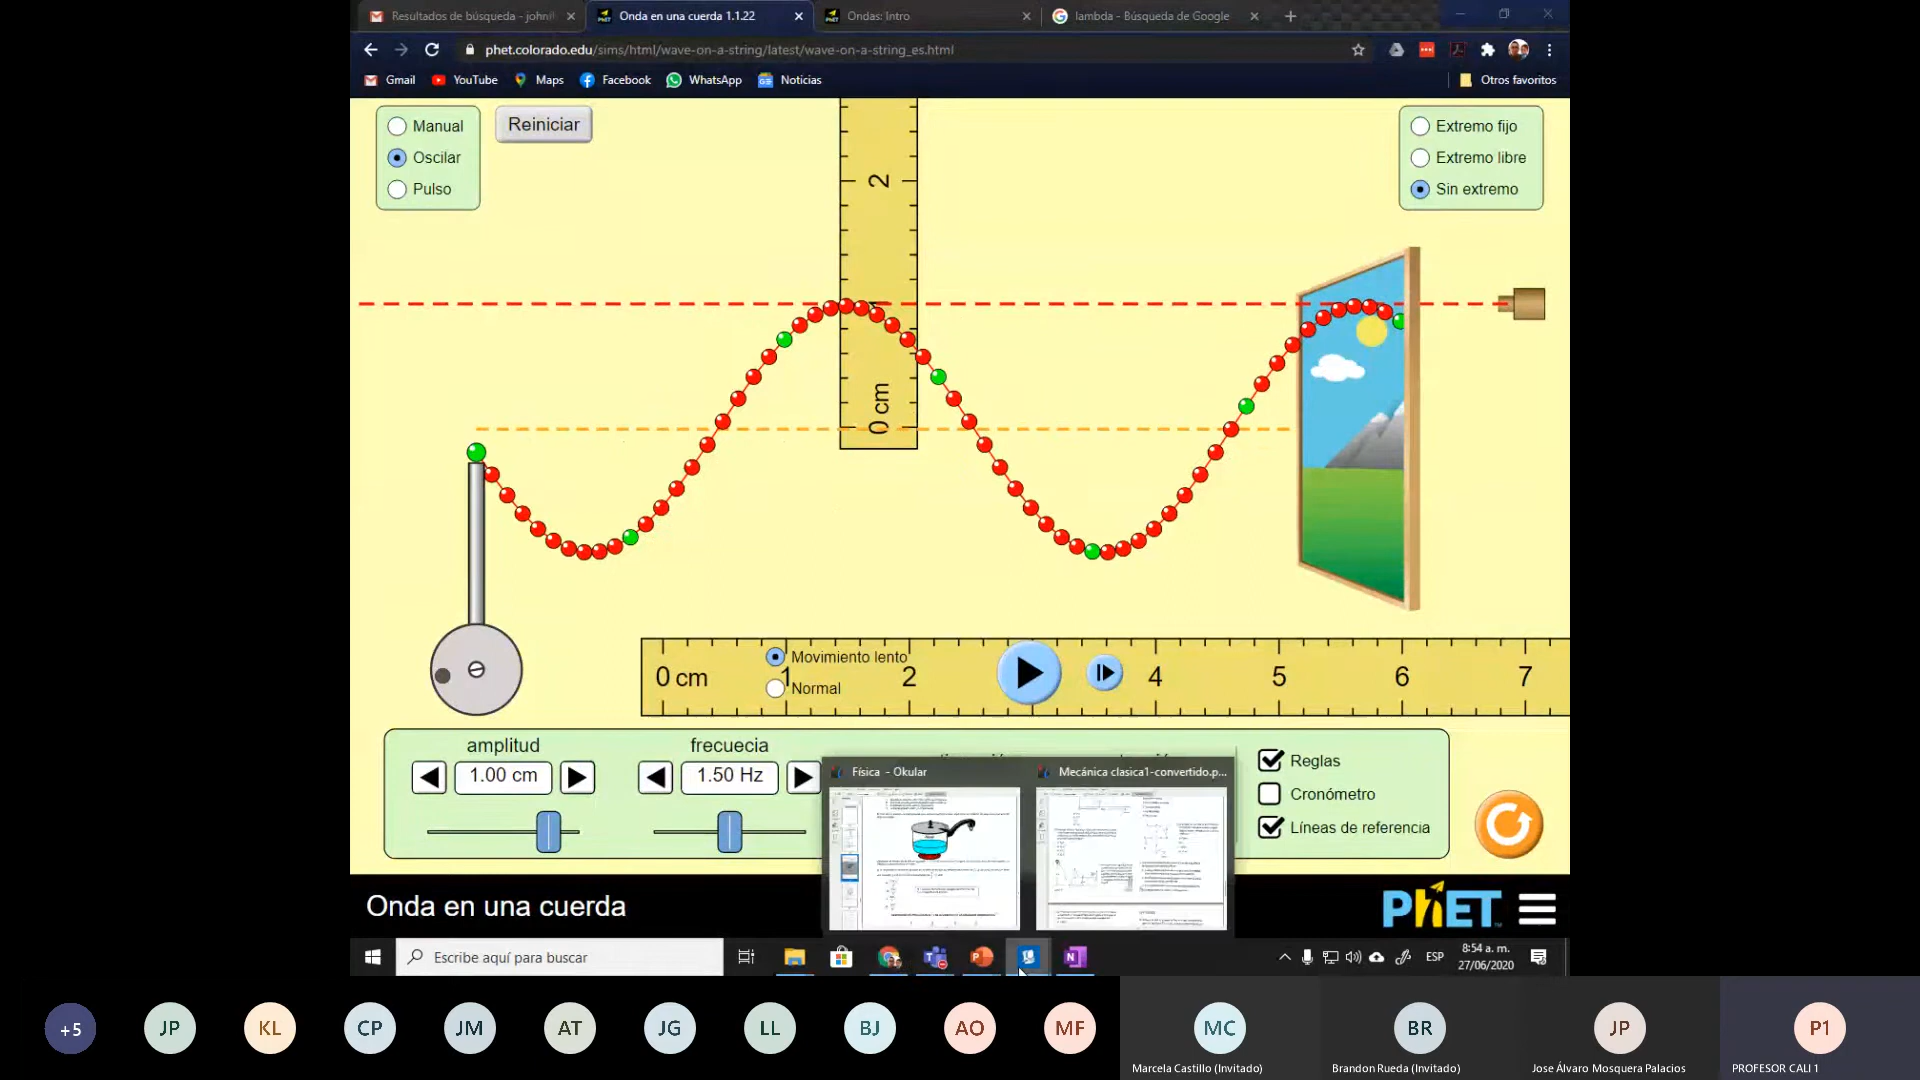 Resultados de búsqueda - johnil
Onda en una cuerda 1.1.22
Ondas: Intro
lambda - Búsqueda de Google
phet.colorado.edu/sims/html/wave-on-a-string/latest/wave-on-a-string_es.html
Gmail
YouTube
Maps
Facebook
WhatsApp
Noticias
Otros favoritos
Manual
Oscilar
Pulso
Reiniciar
2
0 cm
Extremo fijo
Extremo libre
Sin extremo
0 cm
1
2
4
5
6
7
Movimiento lento
Normal
amplitud
1.00 cm
frecuecia
1.50 Hz
Física - Okular
Mecánica clasica1-convertido.p...
Reglas
Cronómetro
Líneas de referencia
Onda en una cuerda
PhET
Escribe aquí para buscar
ESP
8:54 a. m.
27/06/2020
+5
JP
KL
CP
JM
AT
JG
LL
BJ
AO
MF
MC
BR
JP
P1
Marcela Castillo (Invitado)
Brandon Rueda (Invitado)
Jose Álvaro Mosquera Palacios
PROFESOR CALI 1